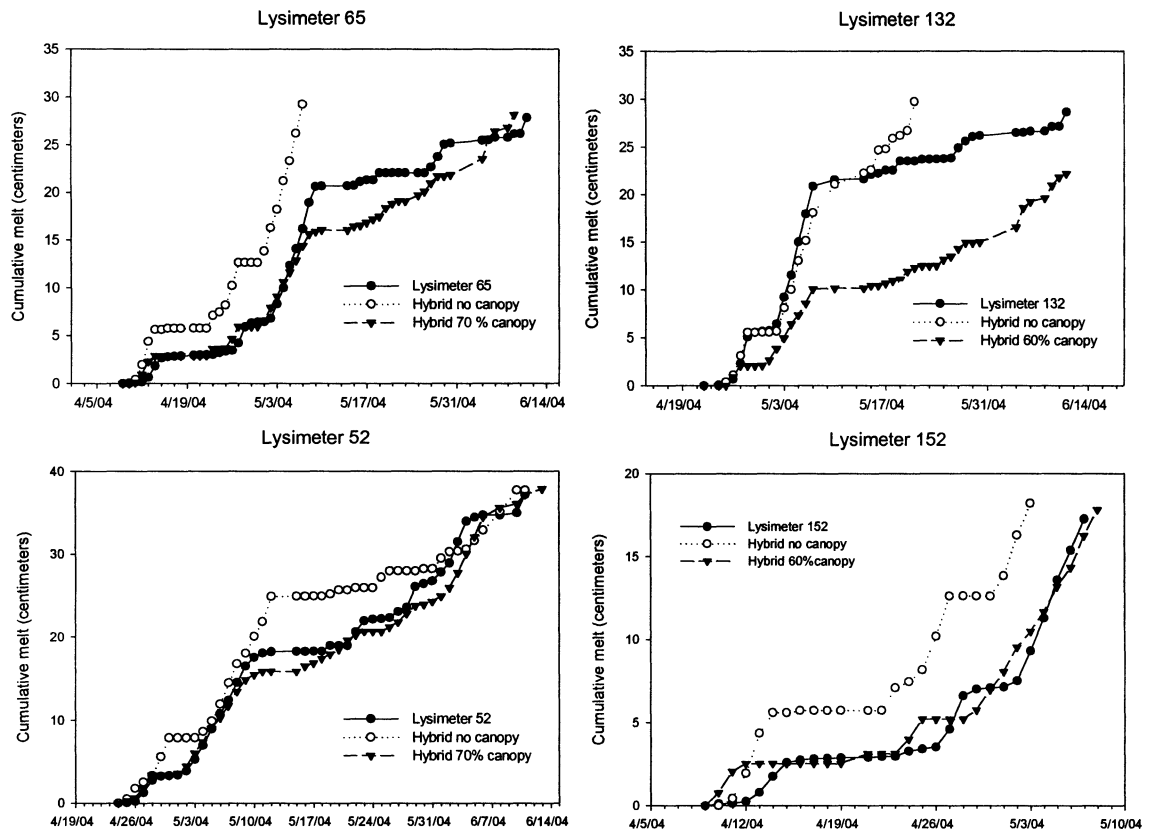 Lysimeter 65
Cumulative melt (centimeters)
35
30
25
20
15
10
5
0
Lysimeter 65
Hybrid no canopy
Hybrid 70 % canopy
4/5/04 4/19/04 5/3/04 5/17/04 5/31/04 6/14/04
Lysimeter 132
Cumulative melt (centimeters)
35
30
25
20
15
10
5
0
Lysimeter 132
Hybrid no canopy
Hybrid 60% canopy
4/19/04 5/3/04 5/17/04 5/31/04 6/14/04
Lysimeter 52
Cumulative melt (centimeters)
40
30
20
10
0
Lysimeter 52
Hybrid no canopy
Hybrid 70% canopy
4/19/04 4/26/04 5/3/04 5/10/04 5/17/04 5/24/04 5/31/04 6/7/04 6/14/04
Lysimeter 152
Cumulative melt (centimeters)
20
15
10
5
0
Lysimeter 152
Hybrid no canopy
Hybrid 60%canopy
4/5/04 4/12/04 4/19/04 4/26/04 5/3/04 5/10/04